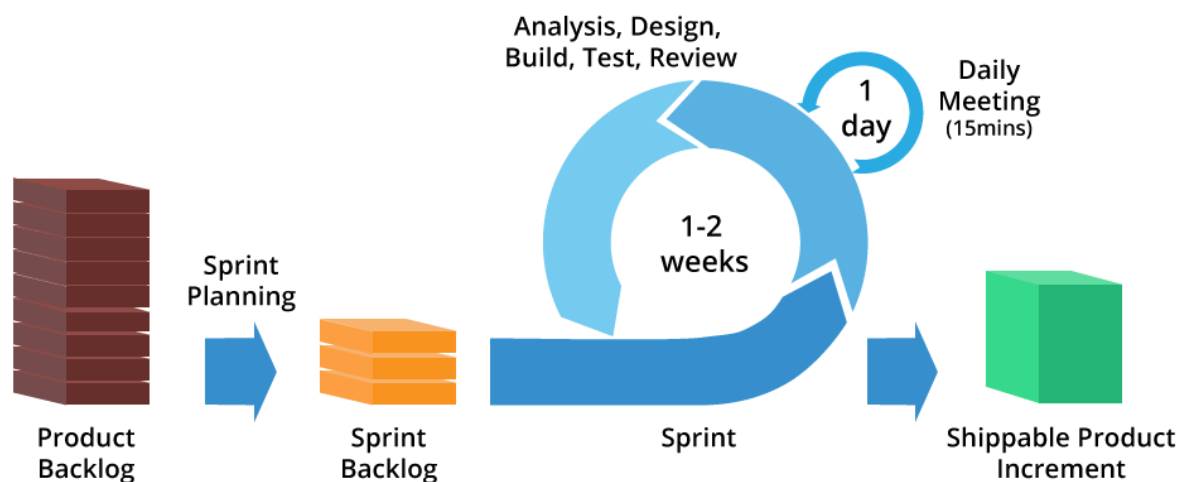 Analysis, Design,
Build, Test, Review
1
day
Daily
Meeting
(15mins)
1-2
weeks
Sprint
Planning
Product
Backlog
Sprint
Backlog
Sprint
Shippable Product
Increment